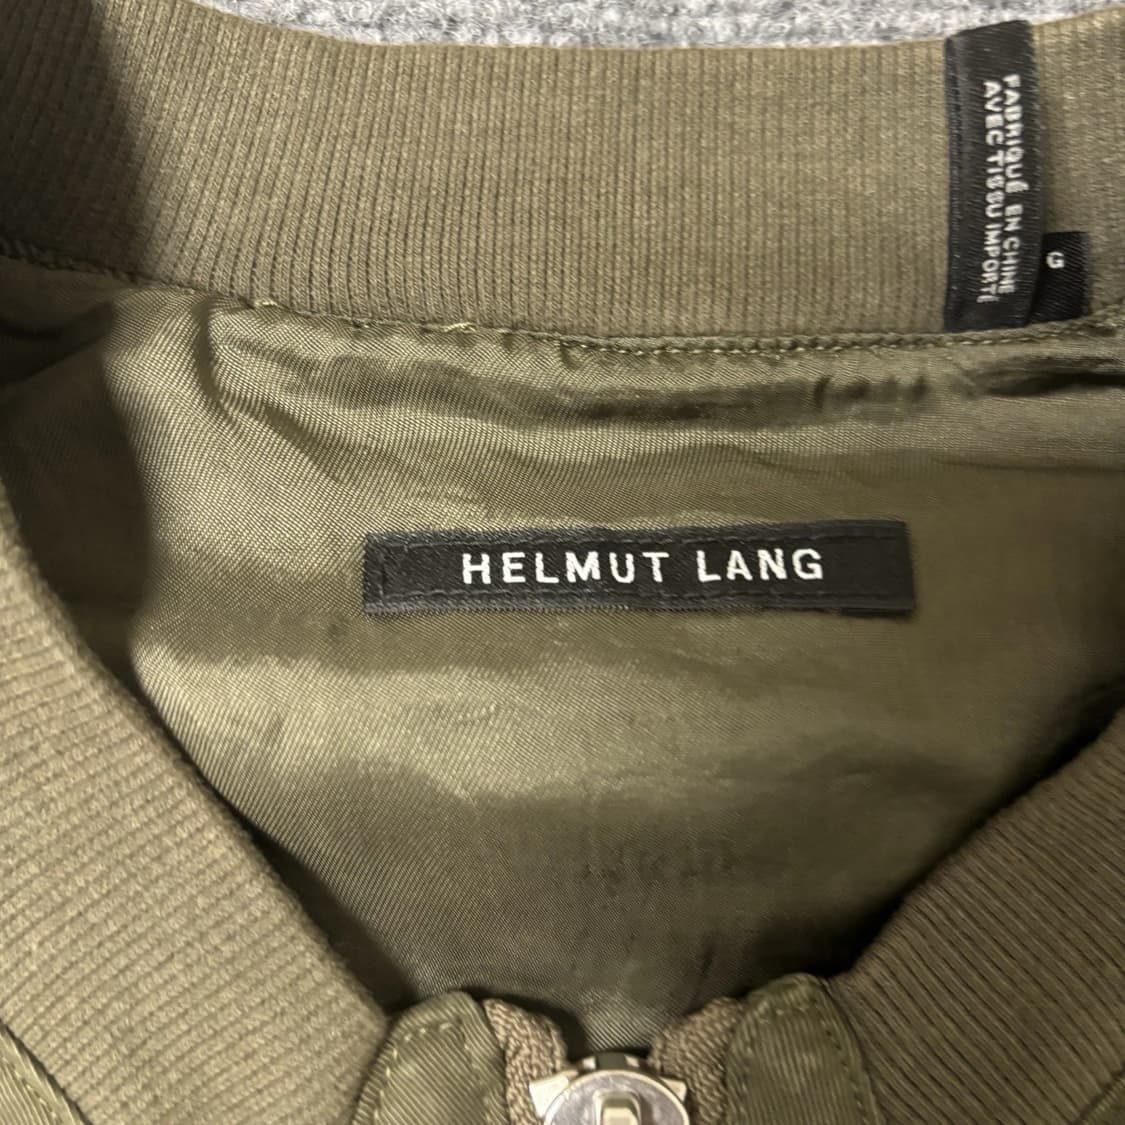 FABRIQUÉ EN CHINE
AVEC TISSU IMPORTÉ
G
HELMUT LANG